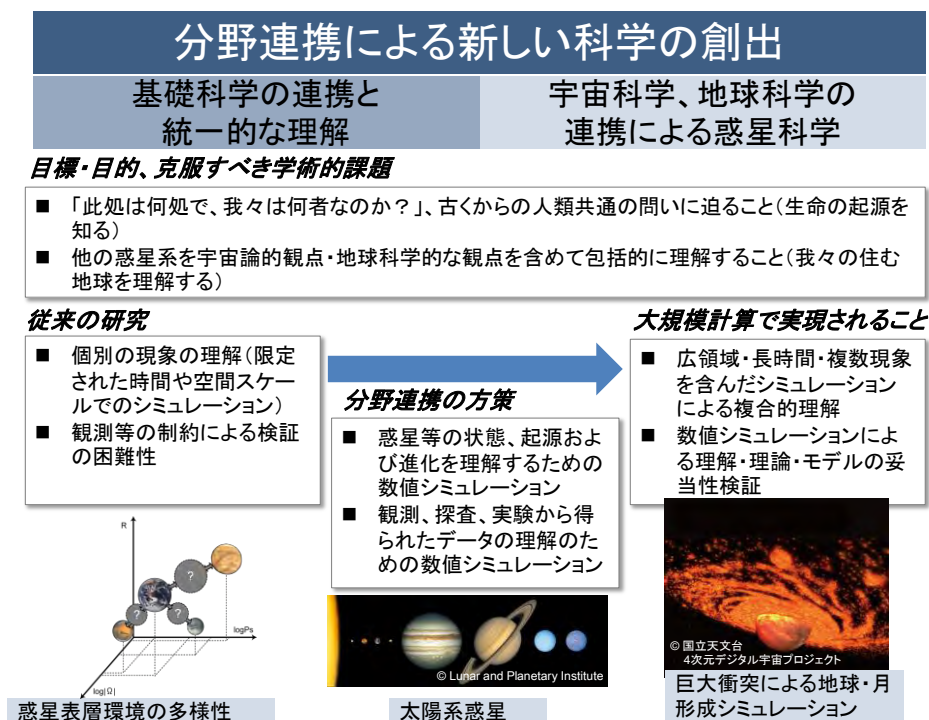 分野連携による新しい科学の創出
基礎科学の連携と
統一的な理解
宇宙科学、地球科学の
連携による惑星科学
目標・目的、克服すべき学術的課題
■ 「此処は何処で、我々は何者なのか？」、古くからの人類共通の問いに迫ること（生命の起源を
知る）
■ 他の惑星系を宇宙論的観点・地球科学的な観点を含めて包括的に理解すること（我々の住む
地球を理解する）
従来の研究
■ 個別の現象の理解（限定
された時間や空間スケー
ルでのシミュレーション）
■ 観測等の制約による検証
の困難性
分野連携の方策
■ 惑星等の状態、起源およ
び進化を理解するための
数値シミュレーション
■ 観測、探査、実験から得
られたデータの理解のた
めの数値シミュレーション
大規模計算で実現されること
■ 広領域・長時間・複数現象
を含んだシミュレーション
による複合的理解
■ 数値シミュレーションによ
る理解・理論・モデルの妥
当性検証
R
?
?
?
logPs
log|Ω|
惑星表層環境の多様性
© Lunar and Planetary Institute
太陽系惑星
© 国立天文台
4次元デジタル宇宙プロジェクト
巨大衝突による地球・月
形成シミュレーション